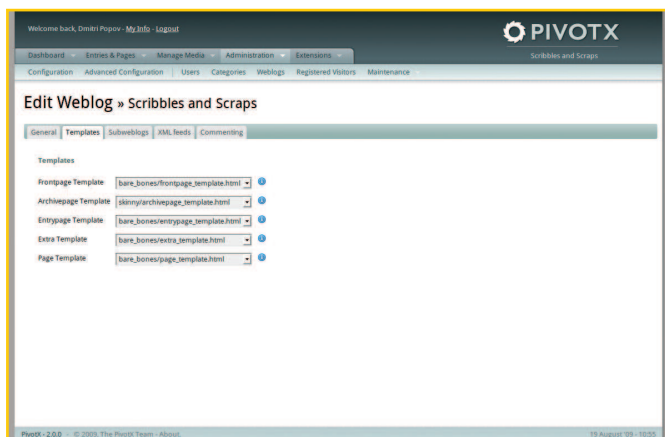 Welcome back, Dmitri Popov - My Info - Logout
PIVOTX
Dashboard Entries & Pages Manage Media Administration Extensions
Scribbles and Scraps
Configuration Advanced Configuration Users Categories Weblogs Registered Visitors Maintenance
Edit Weblog » Scribbles and Scraps
General Templates Subweblogs XML feeds Commenting
Templates
Frontpage Template bare_bones/frontpage_template.html
Archivepage Template skinny/archivepage_template.html
Entrypage Template bare_bones/entrypage_template.html
Extra Template bare_bones/extra_template.html
Page Template bare_bones/page_template.html
PivotX - 2.0.0 - © 2009, The PivotX Team - About
19 August '09 - 10:55